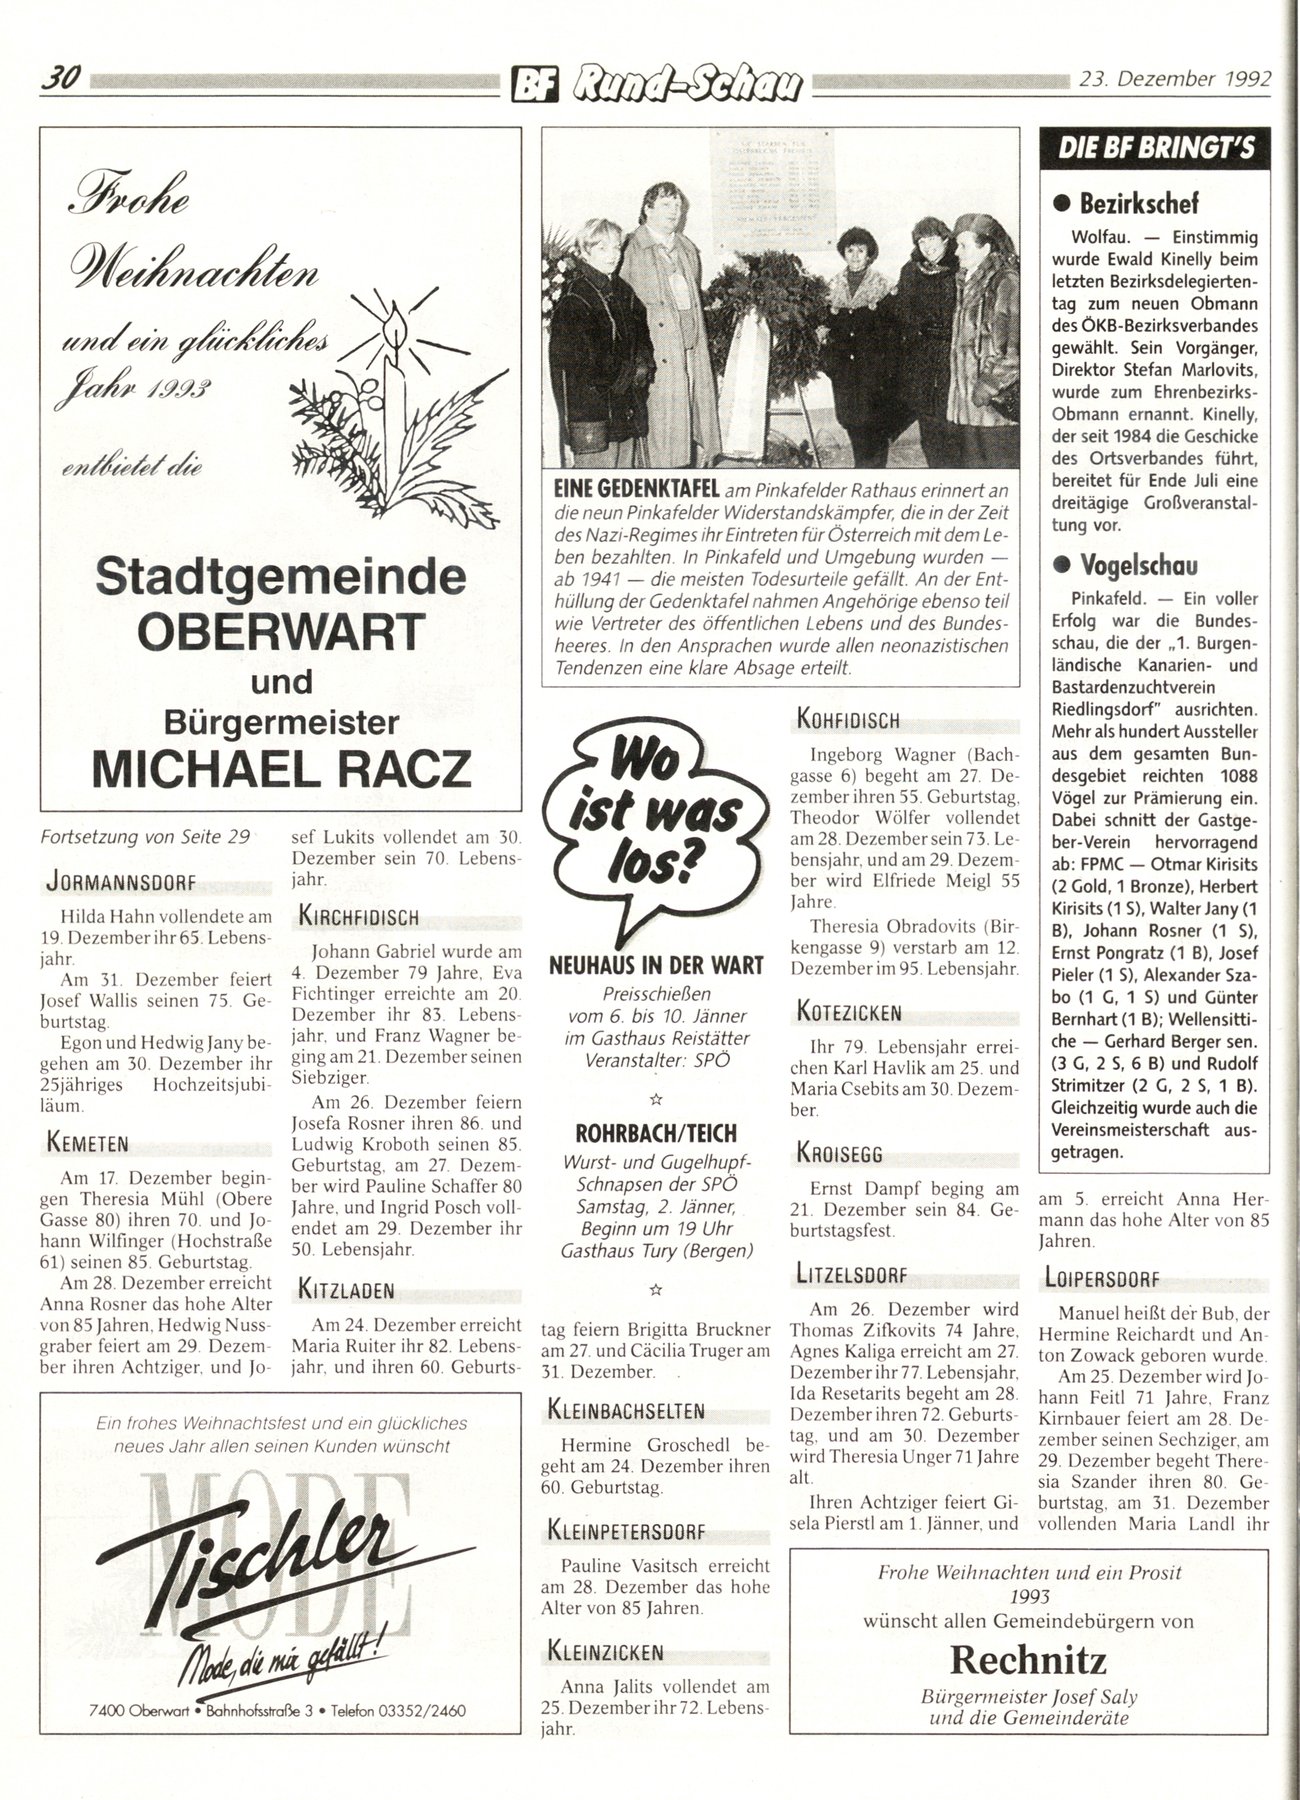 30
BF Rund-Schau
23. Dezember 1992
Frohe
Weihnachten
und ein glückliches
Jahr 1993
entbietet die
Stadtgemeinde
OBERWART
und
Bürgermeister
MICHAEL RACZ
SIE STARBEN FÜR
ÖSTERREICHS FREIHEIT
EINE GEDENKTAFEL am Pinkafelder Rathaus erinnert an
die neun Pinkafelder Widerstandskämpfer, die in der Zeit
des Nazi-Regimes ihr Eintreten für Österreich mit dem Le-
ben bezahlten. In Pinkafeld und Umgebung wurden —
ab 1941 — die meisten Todesurteile gefällt. An der Ent-
hüllung der Gedenktafel nahmen Angehörige ebenso teil
wie Vertreter des öffentlichen Lebens und des Bundes-
heeres. In den Ansprachen wurde allen neonazistischen
Tendenzen eine klare Absage erteilt.
DIE BF BRINGT'S
● Bezirkschef
Wolfau. — Einstimmig
wurde Ewald Kinelly beim
letzten Bezirksdelegierten-
tag zum neuen Obmann
des ÖKB-Bezirksverbandes
gewählt. Sein Vorgänger,
Direktor Stefan Marlovits,
wurde zum Ehrenbezirks-
Obmann ernannt. Kinelly,
der seit 1984 die Geschicke
des Ortsverbandes führt,
bereitet für Ende Juli eine
dreitägige Großveranstal-
tung vor.
● Vogelschau
Pinkafeld. — Ein voller
Erfolg war die Bundes-
schau, die der „1. Burgen-
ländische Kanarien- und
Bastardenzuchtverein
Riedlingsdorf" ausrichten.
Mehr als hundert Aussteller
aus dem gesamten Bun-
desgebiet reichten 1088
Vögel zur Prämierung ein.
Dabei schnitt der Gastge-
ber-Verein hervorragend
ab: FPMC — Otmar Kirisits
(2 Gold, 1 Bronze), Herbert
Kirisits (1 S), Walter Jany (1
B), Johann Rosner (1 S),
Ernst Pongratz (1 B), Josef
Pieler (1 S), Alexander Sza-
bo (1 G, 1 S) und Günter
Bernhart (1 B); Wellensitti-
che — Gerhard Berger sen.
(3 G, 2 S, 6 B) und Rudolf
Strimitzer (2 G, 2 S, 1 B).
Gleichzeitig wurde auch die
Vereinsmeisterschaft aus-
getragen.
Fortsetzung von Seite 29
JORMANNSDORF
Hilda Hahn vollendete am
19. Dezember ihr 65. Lebens-
jahr.
Am 31. Dezember feiert
Josef Wallis seinen 75. Ge-
burtstag.
Egon und Hedwig Jany be-
gehen am 30. Dezember ihr
25jähriges Hochzeitsjubi-
läum.
KEMETEN
Am 17. Dezember begin-
gen Theresia Mühl (Obere
Gasse 80) ihren 70. und Jo-
hann Wilfinger (Hochstraße
61) seinen 85. Geburtstag.
Am 28. Dezember erreicht
Anna Rosner das hohe Alter
von 85 Jahren, Hedwig Nuss-
graber feiert am 29. Dezem-
ber ihren Achtziger, und Jo-
sef Lukits vollendet am 30.
Dezember sein 70. Lebens-
jahr.
KIRCHFIDISCH
Johann Gabriel wurde am
4. Dezember 79 Jahre, Eva
Fichtinger erreichte am 20.
Dezember ihr 83. Lebens-
jahr, und Franz Wagner be-
ging am 21. Dezember seinen
Siebziger.
Am 26. Dezember feiern
Josefa Rosner ihren 86. und
Ludwig Kroboth seinen 85.
Geburtstag, am 27. Dezem-
ber wird Pauline Schaffer 80
Jahre, und Ingrid Posch voll-
endet am 29. Dezember ihr
50. Lebensjahr.
KITZLADEN
Am 24. Dezember erreicht
Maria Ruiter ihr 82. Lebens-
jahr, und ihren 60. Geburts-
Ein frohes Weihnachtsfest und ein glückliches
neues Jahr allen seinen Kunden wünscht
MODE
Tischler
MODE
Mode, die mir gefällt!
7400 Oberwart • Bahnhofsstraße 3 • Telefon 03352/2460
Wo
ist was
los?
NEUHAUS IN DER WART
Preisschießen
vom 6. bis 10. Jänner
im Gasthaus Reistätter
Veranstalter: SPÖ
☆
ROHRBACH/TEICH
Wurst- und Gugelhupf-
Schnapsen der SPÖ
Samstag, 2. Jänner,
Beginn um 19 Uhr
Gasthaus Tury (Bergen)
☆
tag feiern Brigitta Bruckner
am 27. und Cäcilia Truger am
31. Dezember.
KLEINBACHSELTEN
Hermine Groschedl be-
geht am 24. Dezember ihren
60. Geburtstag.
KLEINPETERSDORF
Pauline Vasitsch erreicht
am 28. Dezember das hohe
Alter von 85 Jahren.
KLEINZICKEN
Anna Jalits vollendet am
25. Dezember ihr 72. Lebens-
jahr.
KOHFIDISCH
Ingeborg Wagner (Bach-
gasse 6) begeht am 27. De-
zember ihren 55. Geburtstag,
Theodor Wölfer vollendet
am 28. Dezember sein 73. Le-
bensjahr, und am 29. Dezem-
ber wird Elfriede Meigl 55
Jahre.
Theresia Obradovits (Bir-
kengasse 9) verstarb am 12.
Dezember im 95. Lebensjahr.
KOTEZICKEN
Ihr 79. Lebensjahr errei-
chen Karl Havlik am 25. und
Maria Csebits am 30. Dezem-
ber.
KROISEGG
Ernst Dampf beging am
21. Dezember sein 84. Ge-
burtstagsfest.
LITZELSDORF
Am 26. Dezember wird
Thomas Zifkovits 74 Jahre,
Agnes Kaliga erreicht am 27.
Dezember ihr 77. Lebensjahr,
Ida Resetarits begeht am 28.
Dezember ihren 72. Geburts-
tag, und am 30. Dezember
wird Theresia Unger 71 Jahre
alt.
Ihren Achtziger feiert Gi-
sela Pierstl am 1. Jänner, und
am 5. erreicht Anna Her-
mann das hohe Alter von 85
Jahren.
LOIPERSDORF
Manuel heißt der Bub, der
Hermine Reichardt und An-
ton Zowack geboren wurde.
Am 25. Dezember wird Jo-
hann Feitl 71 Jahre, Franz
Kirnbauer feiert am 28. De-
zember seinen Sechziger, am
29. Dezember begeht There-
sia Szander ihren 80. Ge-
burtstag, am 31. Dezember
vollenden Maria Landl ihr
Frohe Weihnachten und ein Prosit
1993
wünscht allen Gemeindebürgern von
Rechnitz
Bürgermeister Josef Saly
und die Gemeinderäte